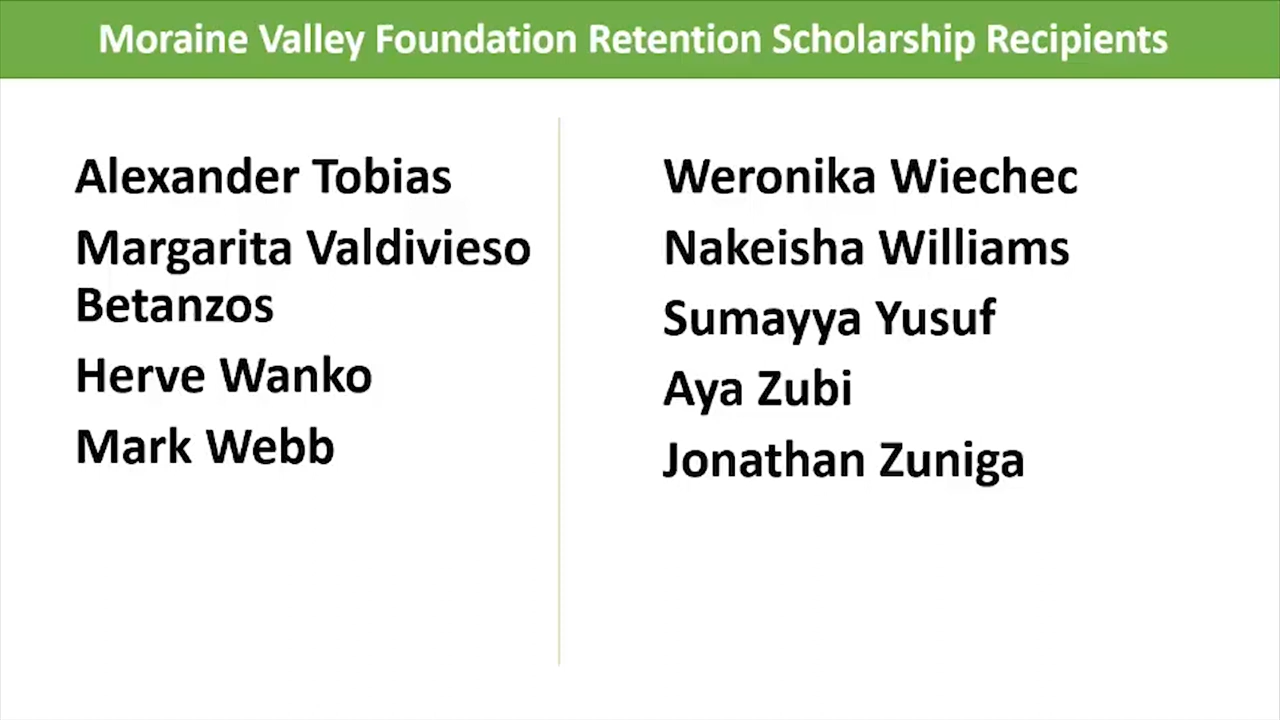 Moraine Valley Foundation Retention Scholarship Recipients
Alexander Tobias
Margarita Valdivieso
Betanzos
Herve Wanko
Mark Webb
Weronika Wiechec
Nakeisha Williams
Sumayya Yusuf
Aya Zubi
Jonathan Zuniga